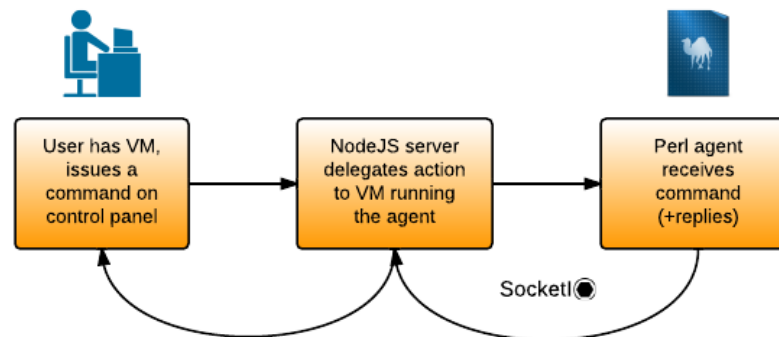 User has VM,
issues a
command on
control panel
NodeJS server
delegates action
to VM running
the agent
Perl agent
receives
command
(+replies)
SocketI